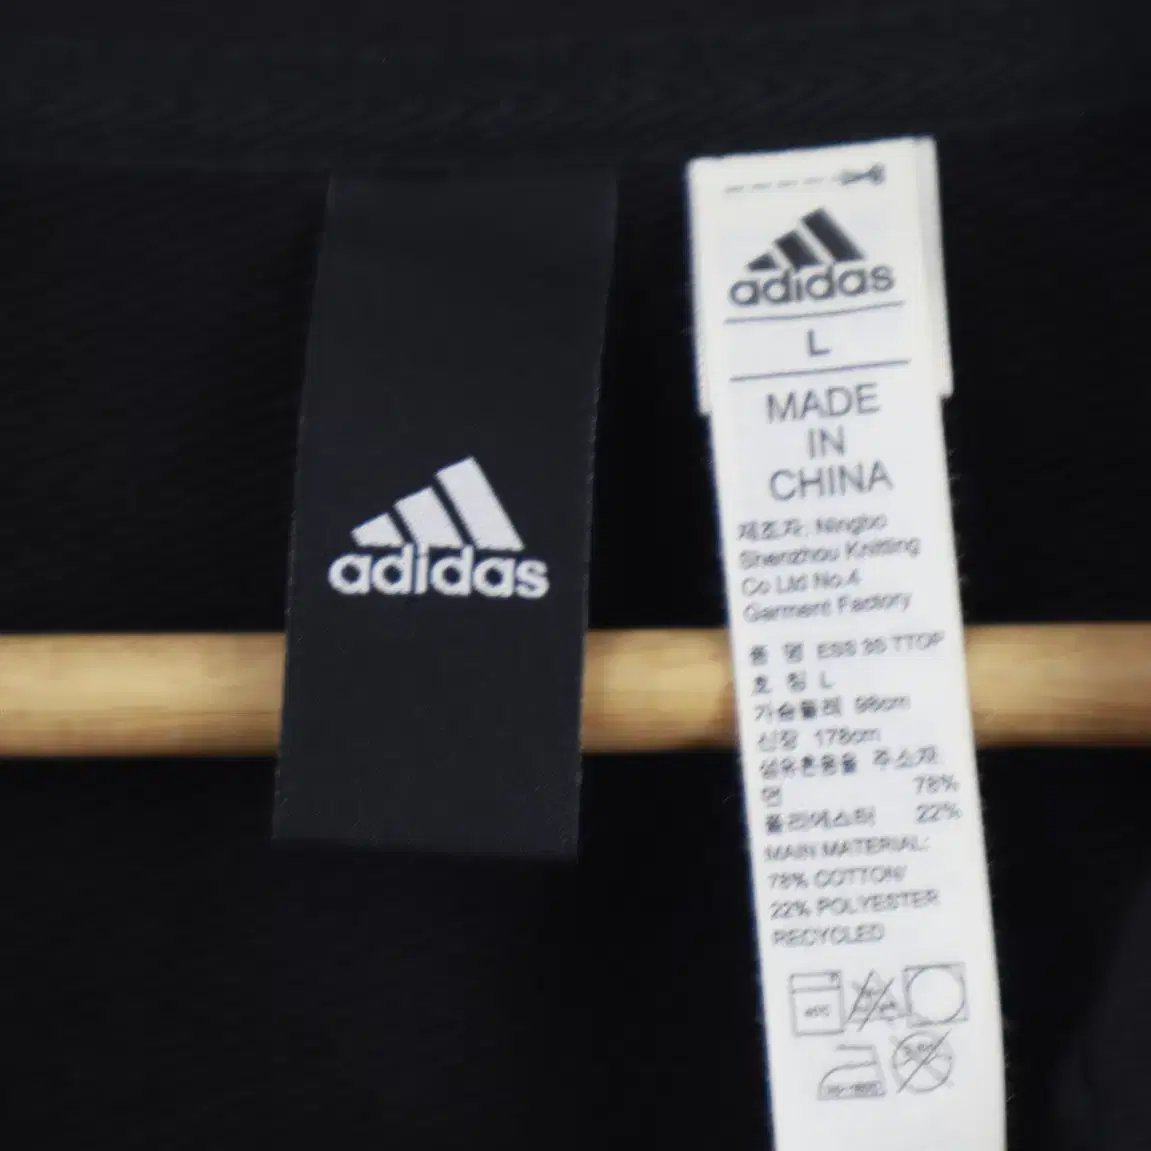 adidas
adidas
L
MADE
IN
CHINA
제조자: Ningbo
Shenzhou Knitting
Co Ltd No.4
Garment Factory
품 명 ESS 3S TTOP
호 칭 L
가슴둘레 98cm
신장 178cm
섬유혼용율 주소재:
면 78%
폴리에스터 22%
MAIN MATERIAL:
78% COTTON/
22% POLYESTER
RECYCLED